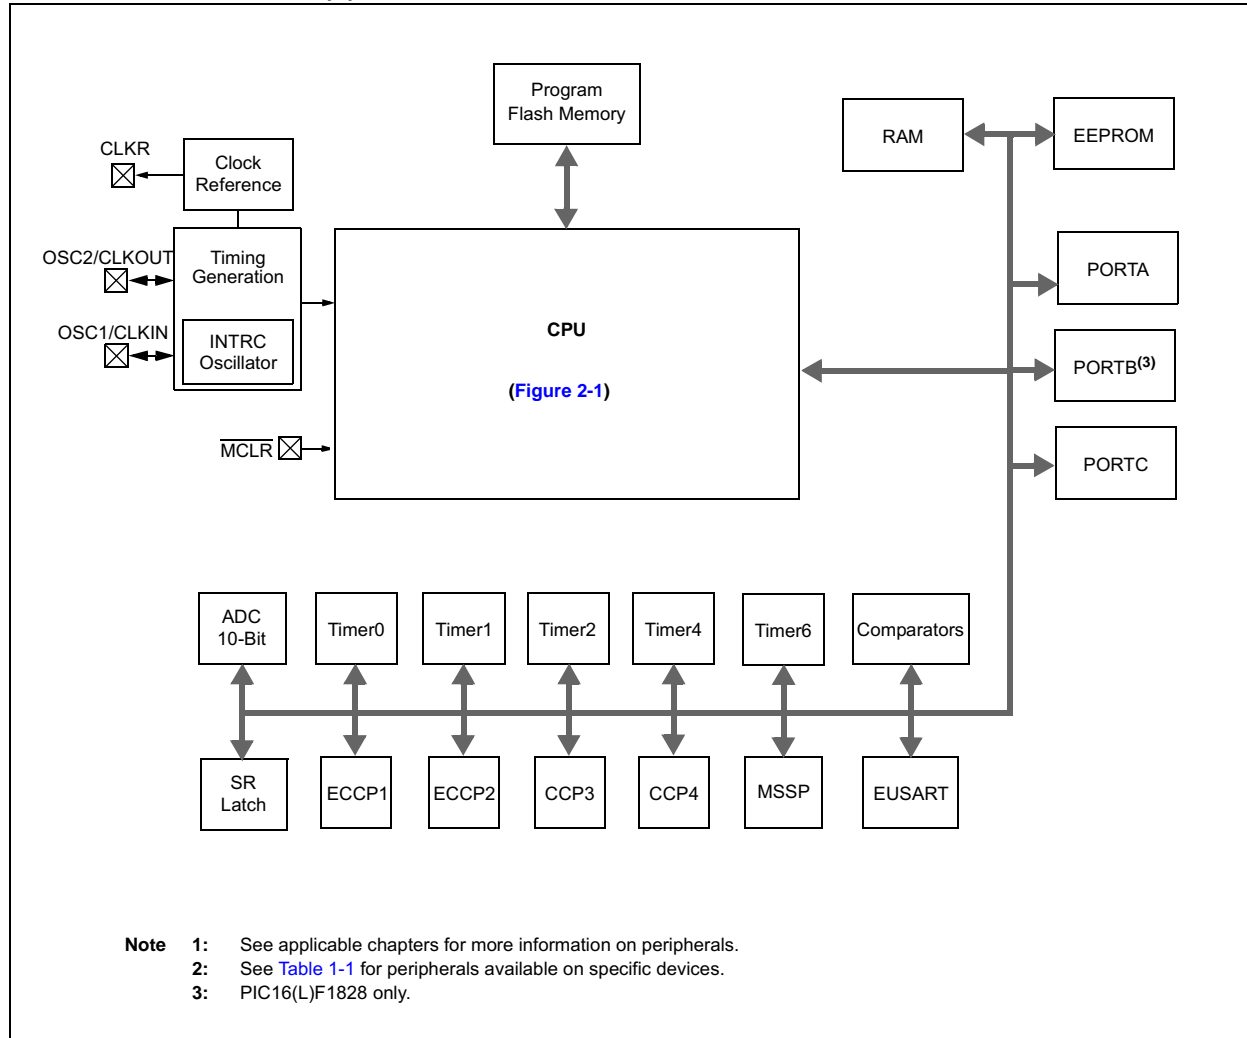 Program
Flash Memory
RAM
EEPROM
CLKR
Clock
Reference
OSC2/CLKOUT
Timing
Generation
OSC1/CLKIN
INTRC
Oscillator
MCLR
CPU
(Figure 2-1)
PORTA
PORTB(3)
PORTC
ADC
10-Bit
Timer0
Timer1
Timer2
Timer4
Timer6
Comparators
SR
Latch
ECCP1
ECCP2
CCP3
CCP4
MSSP
EUSART
Note 1: See applicable chapters for more information on peripherals.
2: See Table 1-1 for peripherals available on specific devices.
3: PIC16(L)F1828 only.